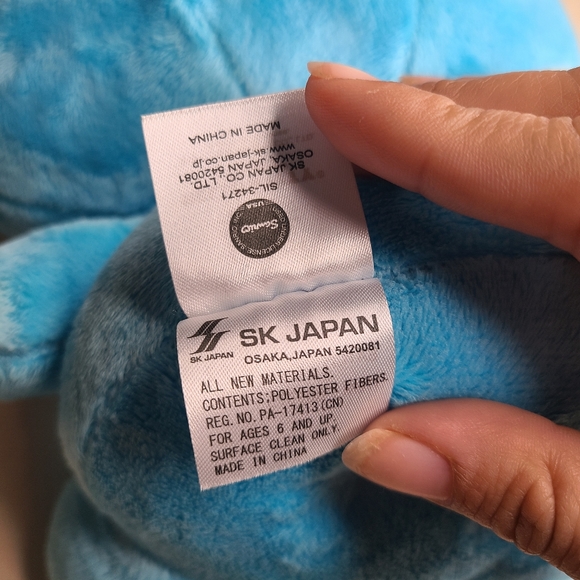 MADE IN CHINA
www.sk-japan.co.jp
OSAKA, JAPAN 5420081
SK JAPAN CO., LTD.
SIL-34271
Sanrio
USA
SK JAPAN
SK JAPAN
OSAKA,JAPAN 5420081
ALL NEW MATERIALS.
CONTENTS:POLYESTER FIBERS.
REG.NO.PA-17413(CN)
FOR AGES 6 AND UP.
SURFACE CLEAN ONLY
MADE IN CHINA